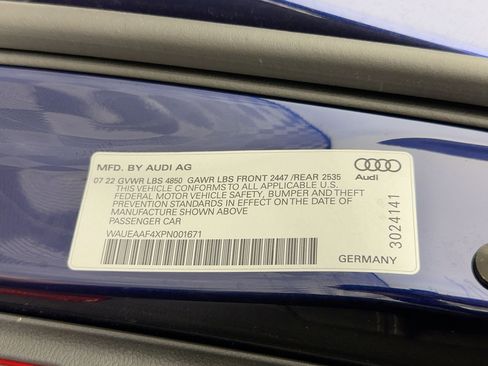 MFD. BY AUDI AG
07 22 GVWR LBS 4850 GAWR LBS FRONT 2447 /REAR 2535
THIS VEHICLE CONFORMS TO ALL APPLICABLE
FEDERAL MOTOR VEHICLE SAFETY, BUMPER AND THEFT
PREVENTION STANDARDS IN EFFECT ON THE DATE OF
MANUFACTURE SHOWN ABOVE
PASSENGER CAR
WAUEAAF4XPN001671
Audi
3024141
GERMANY